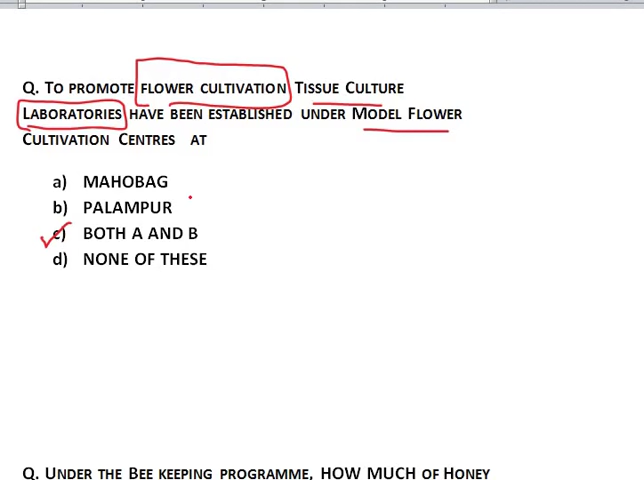 Q. To promote flower cultivation Tissue Culture
Laboratories have been established under Model Flower
Cultivation Centres at
a) MAHOBAG
b) PALAMPUR
c) BOTH A AND B
d) NONE OF THESE
Q. Under the Bee keeping programme, HOW MUCH OF Honey